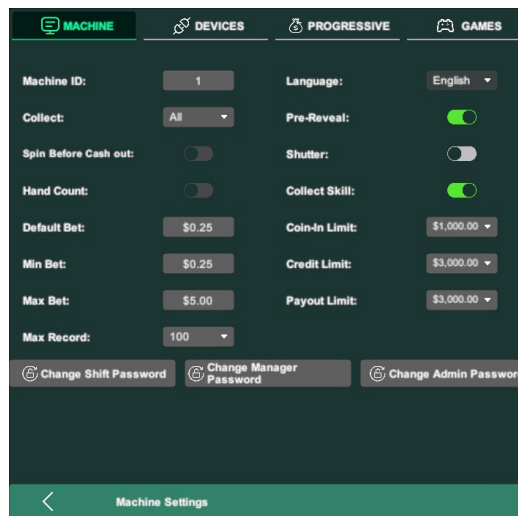 MACHINE DEVICES PROGRESSIVE GAMES
Machine ID: 1 Language: English
Collect: All Pre-Reveal:
Spin Before Cash out: Shutter:
Hand Count: Collect Skill:
Default Bet: $0.25 Coin-In Limit: $1,000.00
Min Bet: $0.25 Credit Limit: $3,000.00
Max Bet: $5.00 Payout Limit: $3,000.00
Max Record: 100
Change Shift Password Change Manager
Password Change Admin Passwor
Machine Settings